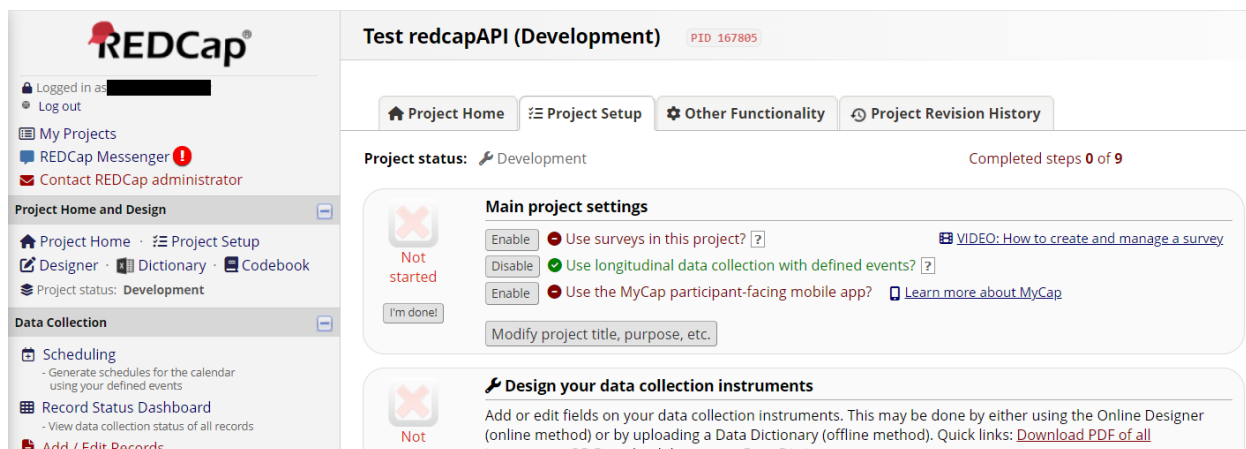 REDCap®
Logged in as
Log out
My Projects
REDCap Messenger
Contact REDCap administrator
Project Home and Design
Project Home · Project Setup
Designer · Dictionary · Codebook
Project status: Development
Data Collection
Scheduling
- Generate schedules for the calendar
using your defined events
Record Status Dashboard
- View data collection status of all records
Add / Edit Records
Test redcapAPI (Development) PID 167805
Project Home Project Setup Other Functionality Project Revision History
Project status: Development Completed steps 0 of 9
Not
started
I'm done!
Main project settings
Enable Use surveys in this project? ? VIDEO: How to create and manage a survey
Disable Use longitudinal data collection with defined events? ?
Enable Use the MyCap participant-facing mobile app? Learn more about MyCap
Modify project title, purpose, etc.
Not
Design your data collection instruments
Add or edit fields on your data collection instruments. This may be done by either using the Online Designer
(online method) or by uploading a Data Dictionary (offline method). Quick links: Download PDF of all